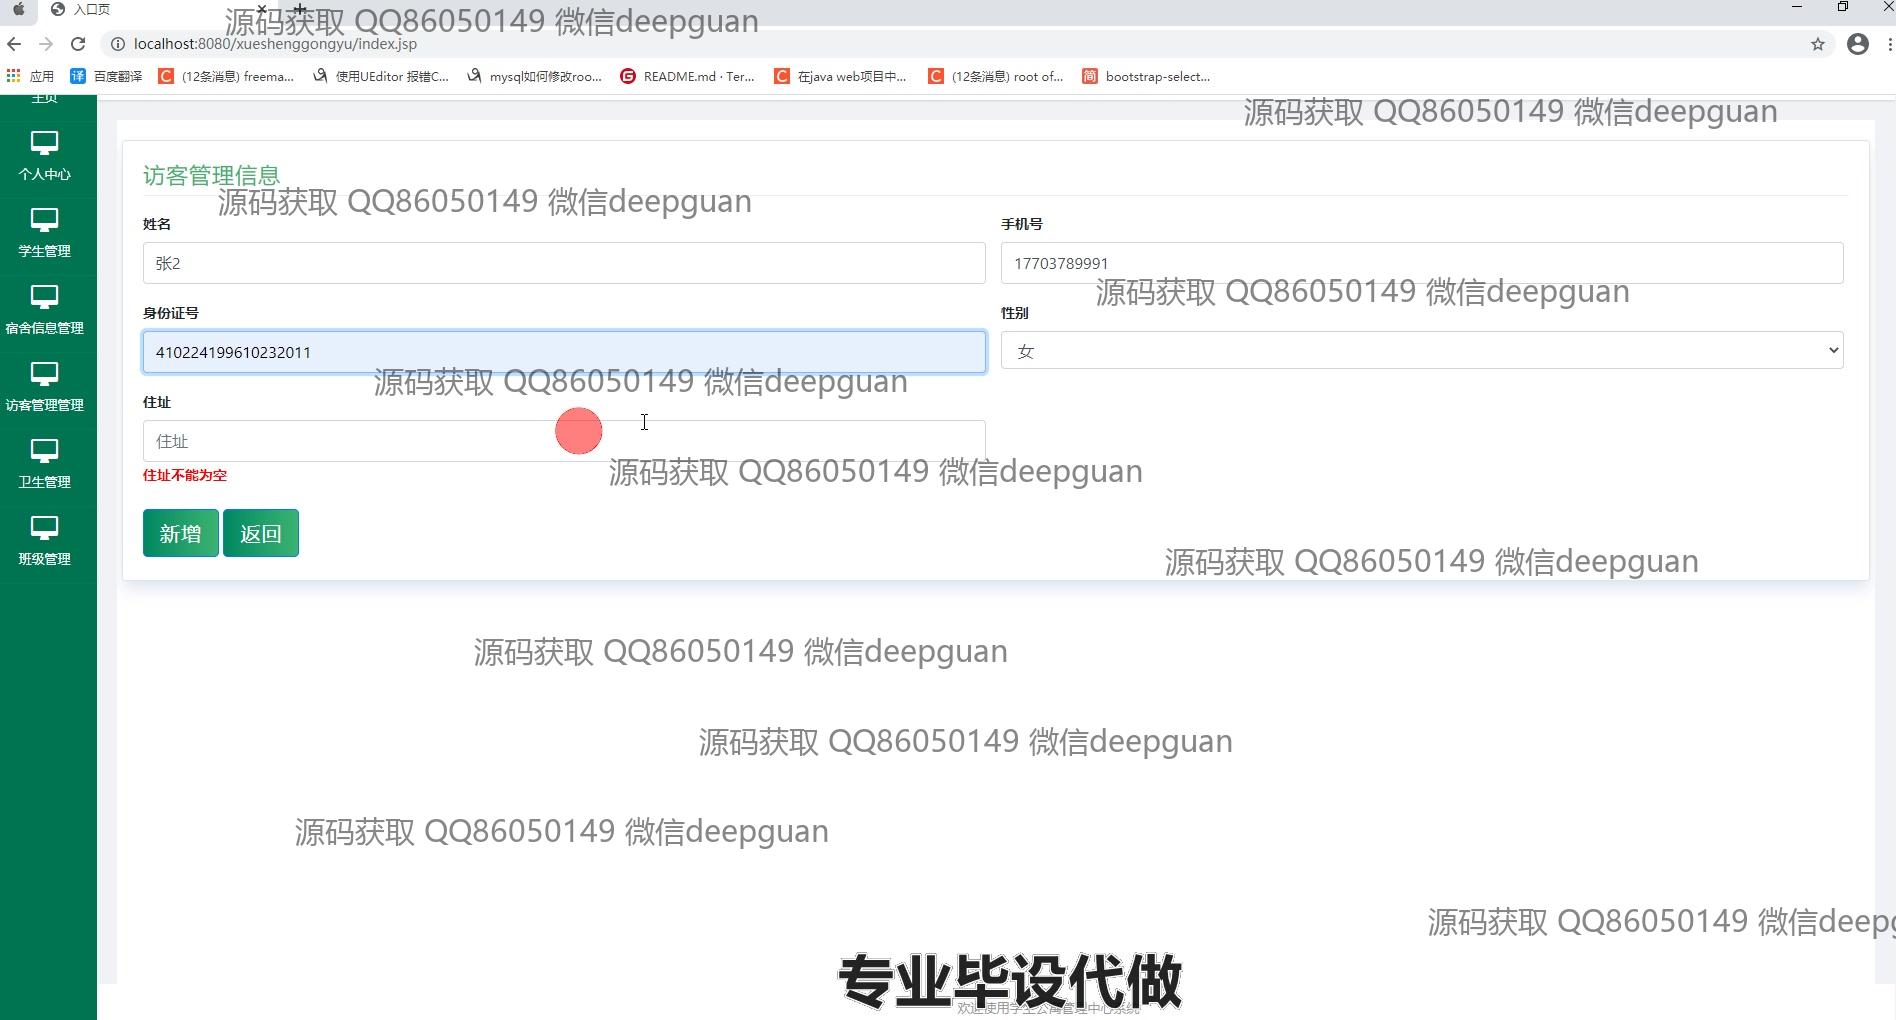 入口页
源码获取 QQ86050149 微信deepguan
localhost:8080/xueshenggongyu/index.jsp
应用
百度翻译
(12条消息) freema...
使用UEditor 报错C...
mysql如何修改roo...
README.md · Ter...
在java web项目中...
(12条消息) root of...
bootstrap-select...
主页
源码获取 QQ86050149 微信deepguan
个人中心
访客管理信息
源码获取 QQ86050149 微信deepguan
姓名
手机号
学生管理
张2
17703789991
源码获取 QQ86050149 微信deepguan
身份证号
性别
宿舍信息管理
410224199610232011
女
源码获取 QQ86050149 微信deepguan
住址
访客管理管理
住址
住址不能为空
源码获取 QQ86050149 微信deepguan
卫生管理
新增
返回
班级管理
源码获取 QQ86050149 微信deepguan
源码获取 QQ86050149 微信deepguan
源码获取 QQ86050149 微信deepguan
源码获取 QQ86050149 微信deepguan
源码获取 QQ86050149 微信deep
专业毕设代做
欢迎使用学生公寓管理中心系统